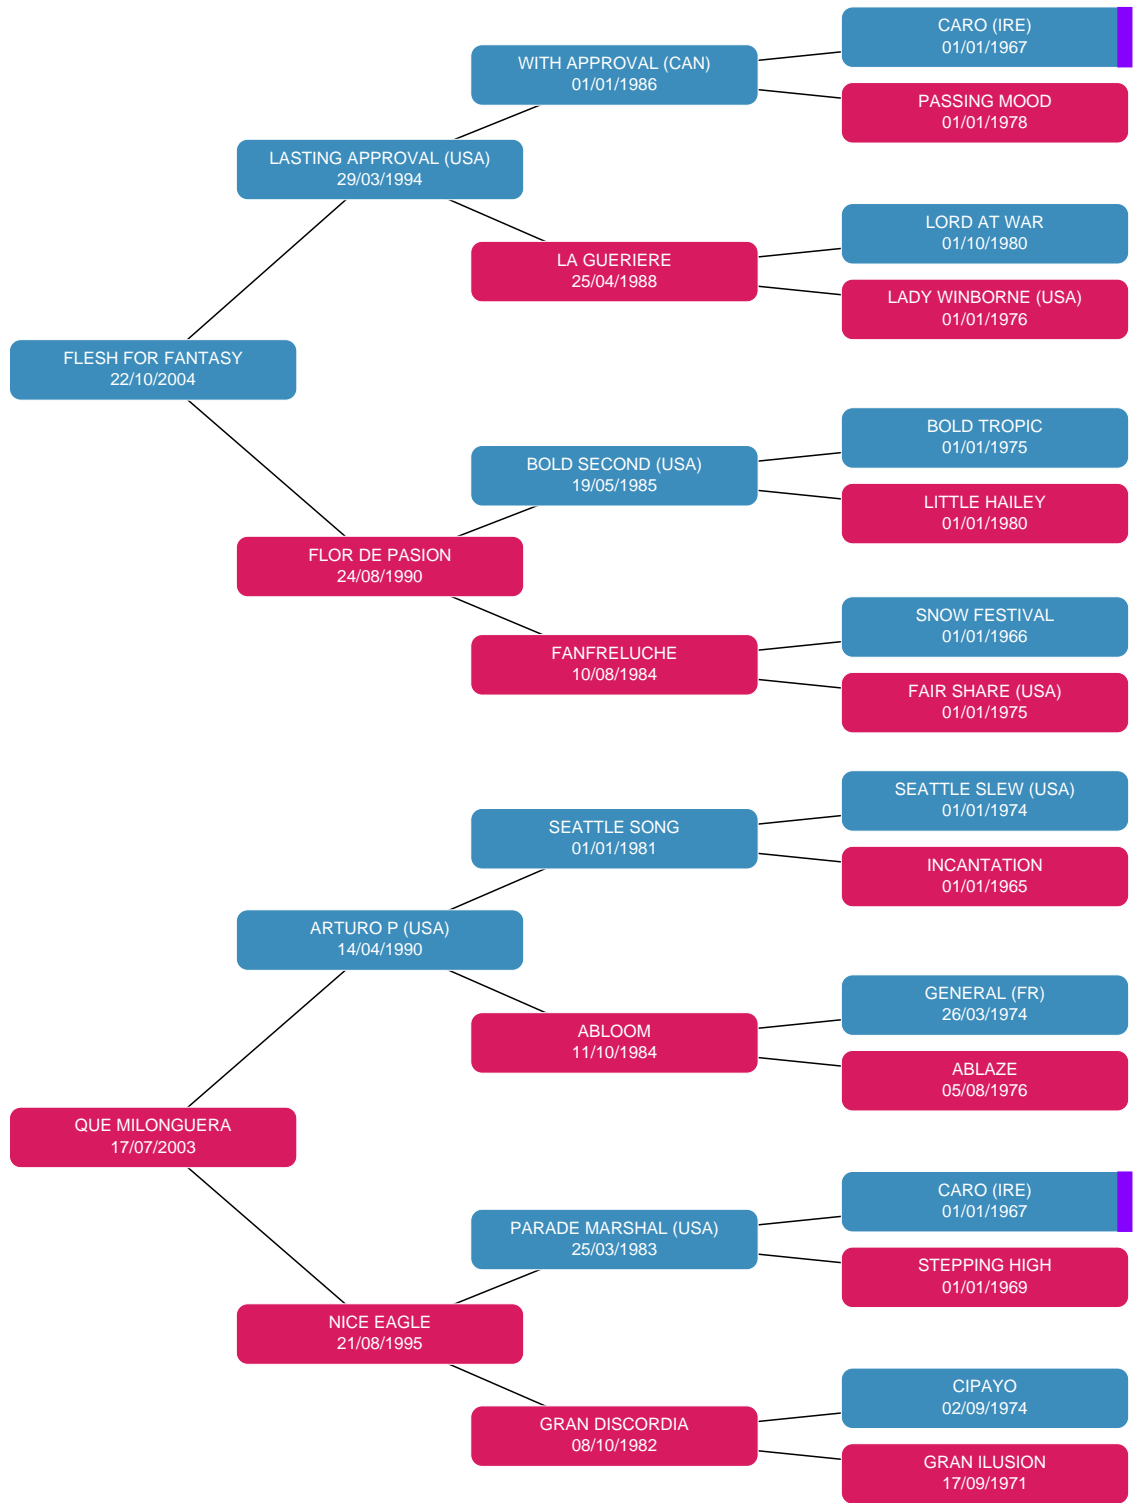 CARO (IRE)
01/01/1967
WITH APPROVAL (CAN)
01/01/1986
PASSING MOOD
01/01/1978
LASTING APPROVAL (USA)
29/03/1994
LORD AT WAR
01/10/1980
LA GUERIERE
25/04/1988
LADY WINBORNE (USA)
01/01/1976
FLESH FOR FANTASY
22/10/2004
BOLD TROPIC
01/01/1975
BOLD SECOND (USA)
19/05/1985
LITTLE HAILEY
01/01/1980
FLOR DE PASION
24/08/1990
SNOW FESTIVAL
01/01/1966
FANFRELUCHE
10/08/1984
FAIR SHARE (USA)
01/01/1975
SEATTLE SLEW (USA)
01/01/1974
SEATTLE SONG
01/01/1981
INCANTATION
01/01/1965
ARTURO P (USA)
14/04/1990
GENERAL (FR)
26/03/1974
ABLOOM
11/10/1984
ABLAZE
05/08/1976
QUE MILONGUERA
17/07/2003
CARO (IRE)
01/01/1967
PARADE MARSHAL (USA)
25/03/1983
STEPPING HIGH
01/01/1969
NICE EAGLE
21/08/1995
CIPAYO
02/09/1974
GRAN DISCORDIA
08/10/1982
GRAN ILUSION
17/09/1971